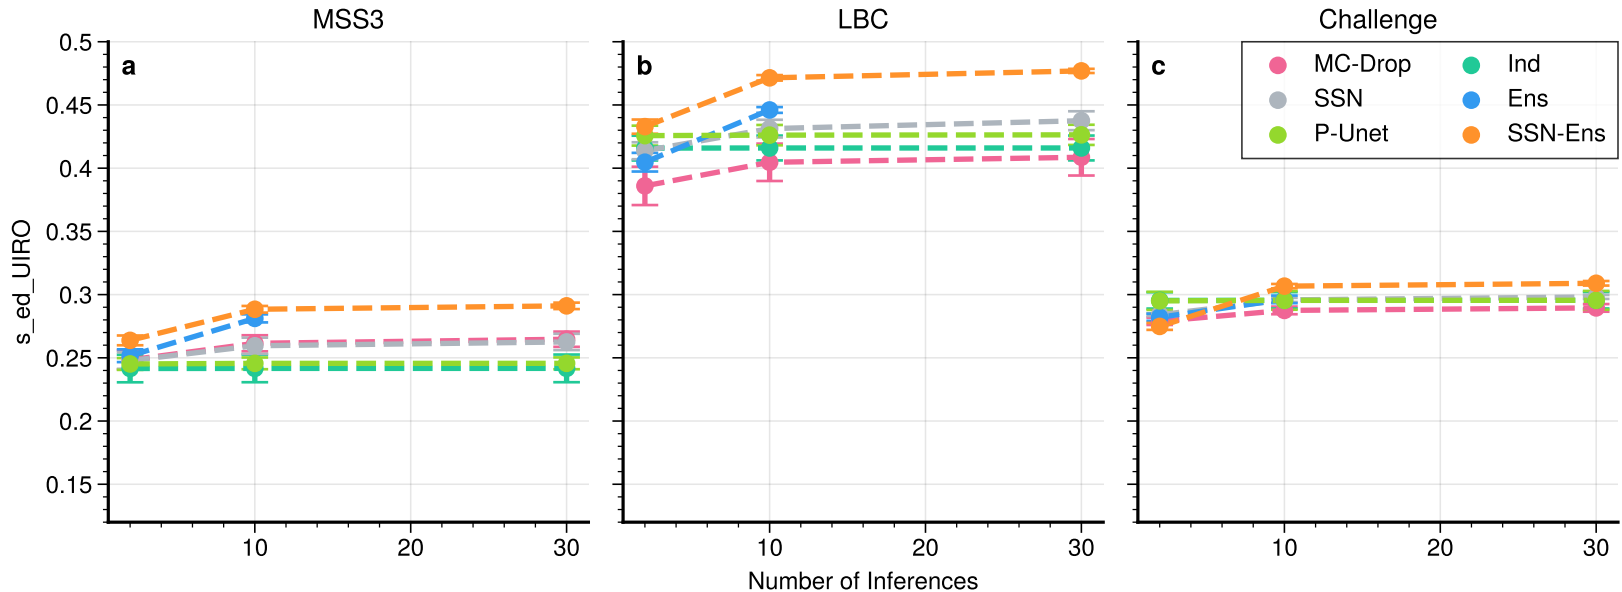 MSS3 LBC Challenge
a b c
MC-Drop Ind
SSN Ens
P-Unet SSN-Ens
s_ed_UIRO
0.5
0.45
0.4
0.35
0.3
0.25
0.2
0.15
10 20 30 10 20 30 10 20 30
Number of Inferences